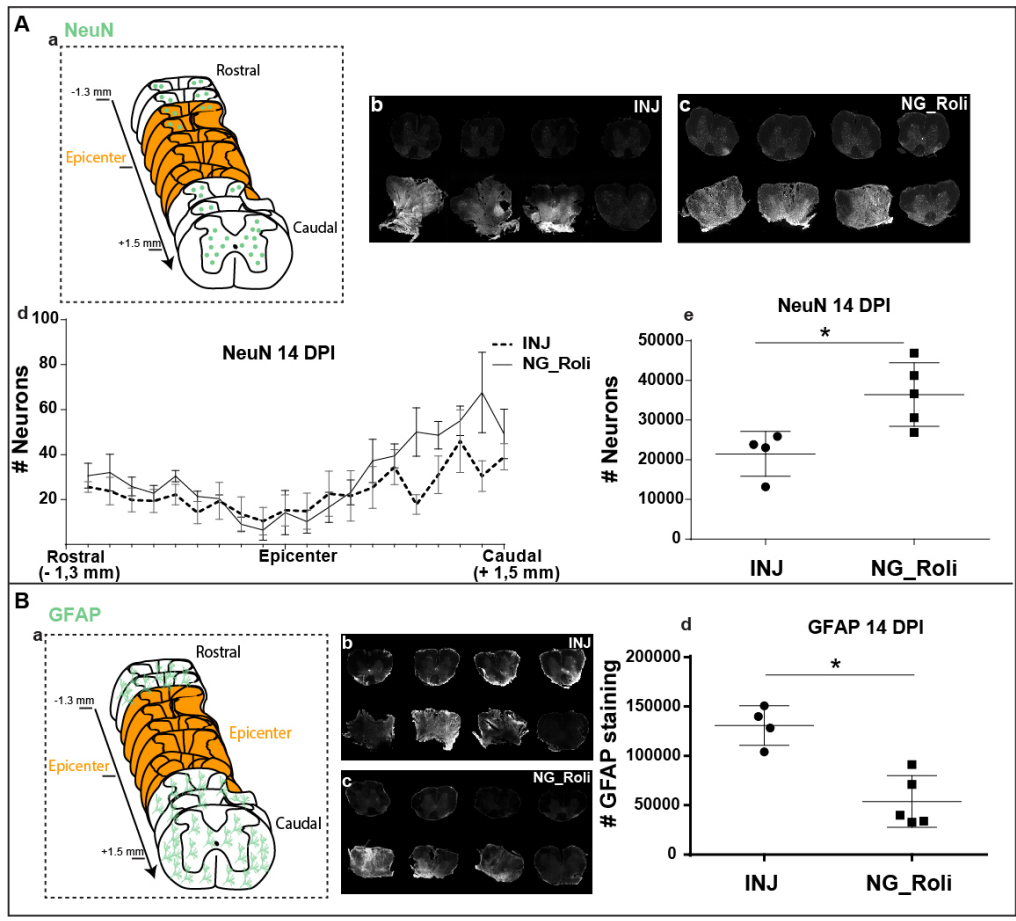 A
NeuN
a
Rostral
-1.3 mm
Epicenter
Caudal
+1.5 mm
b
INJ
c
NG_Roli
d
NeuN 14 DPI
INJ
NG_Roli
# Neurons
100
80
60
40
20
Rostral
(- 1,3 mm)
Epicenter
Caudal
(+ 1,5 mm)
e
NeuN 14 DPI
*
# Neurons
50000
40000
30000
20000
10000
0
INJ
NG_Roli
B
GFAP
a
Rostral
-1.3 mm
Epicenter
Epicenter
Caudal
+1.5 mm
b
INJ
c
NG_Roli
d
GFAP 14 DPI
*
# GFAP staining
200000
150000
100000
50000
0
INJ
NG_Roli